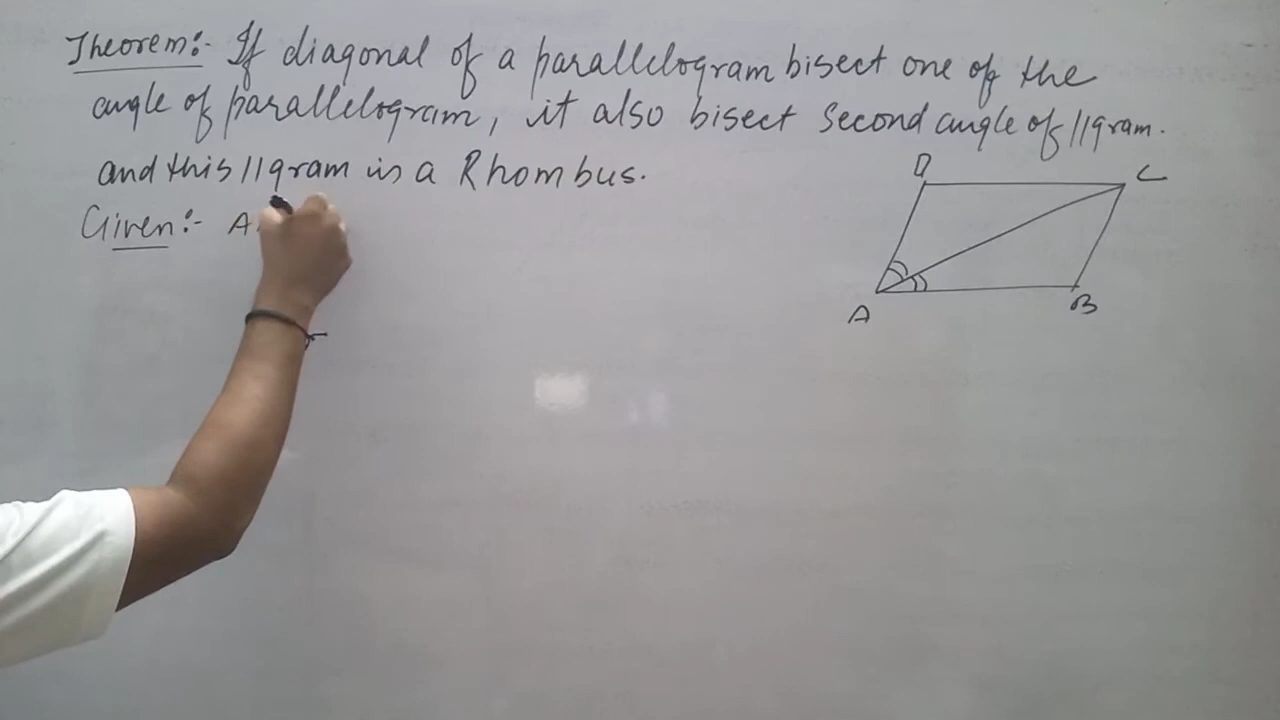 Theorem:- If diagonal of a parallelogram bisect one of the
angle of parallelogram, it also bisect second angle of ||gram.
and this ||gram is a Rhombus.
Given:- A
D
C
A
B